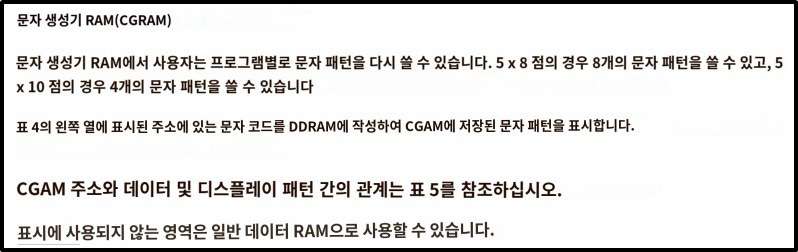 문자 생성기 RAM(CGRAM)
문자 생성기 RAM에서 사용자는 프로그램별로 문자 패턴을 다시 쓸 수 있습니다. 5 x 8 점의 경우 8개의 문자 패턴을 쓸 수 있고, 5
x 10 점의 경우 4개의 문자 패턴을 쓸 수 있습니다
표 4의 왼쪽 열에 표시된 주소에 있는 문자 코드를 DDRAM에 작성하여 CGAM에 저장된 문자 패턴을 표시합니다.
CGAM 주소와 데이터 및 디스플레이 패턴 간의 관계는 표 5를 참조하십시오.
표시에 사용되지 않는 영역은 일반 데이터 RAM으로 사용할 수 있습니다.